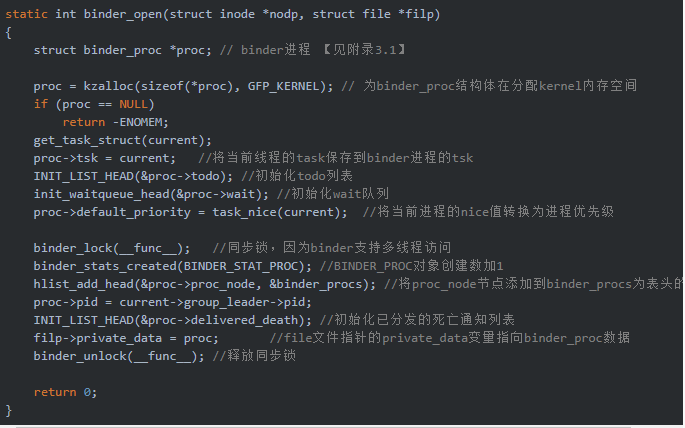 static int binder_open(struct inode *nodp, struct file *filp)
{
    struct binder_proc *proc; // binder进程 【见附录3.1】

    proc = kzalloc(sizeof(*proc), GFP_KERNEL); // 为binder_proc结构体在分配kernel内存空间
    if (proc == NULL)
        return -ENOMEM;
    get_task_struct(current);
    proc->tsk = current;   //将当前线程的task保存到binder进程的tsk
    INIT_LIST_HEAD(&proc->todo); //初始化todo列表
    init_waitqueue_head(&proc->wait); //初始化wait队列
    proc->default_priority = task_nice(current);  //将当前进程的nice值转换为进程优先级

    binder_lock(__func__);   //同步锁，因为binder支持多线程访问
    binder_stats_created(BINDER_STAT_PROC); //BINDER_PROC对象创建数加1
    hlist_add_head(&proc->proc_node, &binder_procs); //将proc_node节点添加到binder_procs为表头的
    proc->pid = current->group_leader->pid;
    INIT_LIST_HEAD(&proc->delivered_death); //初始化已分发的死亡通知列表
    filp->private_data = proc;       //file文件指针的private_data变量指向binder_proc数据
    binder_unlock(__func__); //释放同步锁

    return 0;
}